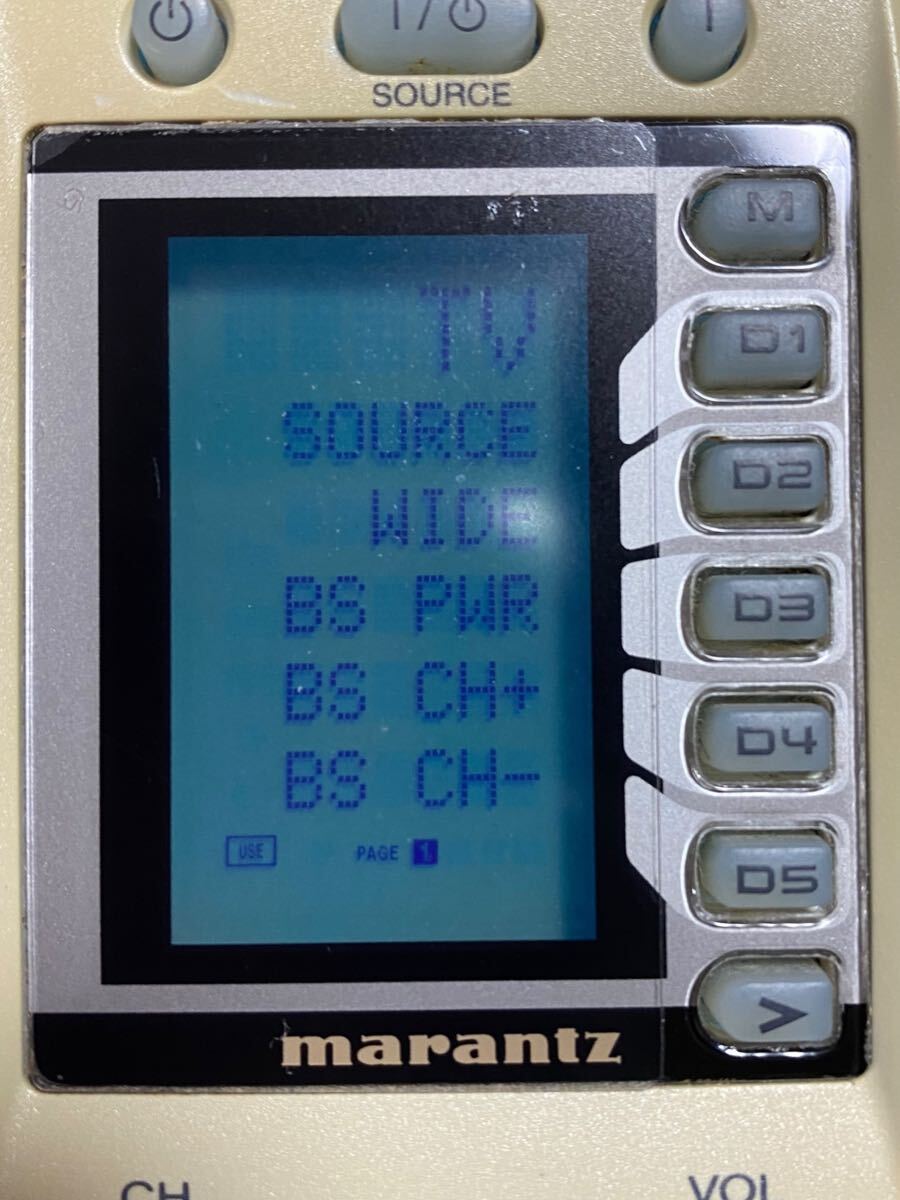 I/⏻
I
SOURCE
M
TV
D1
SOURCE
D2
WIDE
D3
BS PWR
D4
BS CH+
D5
BS CH-
USE PAGE 1
>
marantz
CH VOL